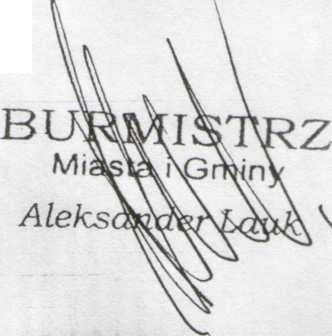 BURMISTRZ
Miasta i Gminy
Aleksander Lauk